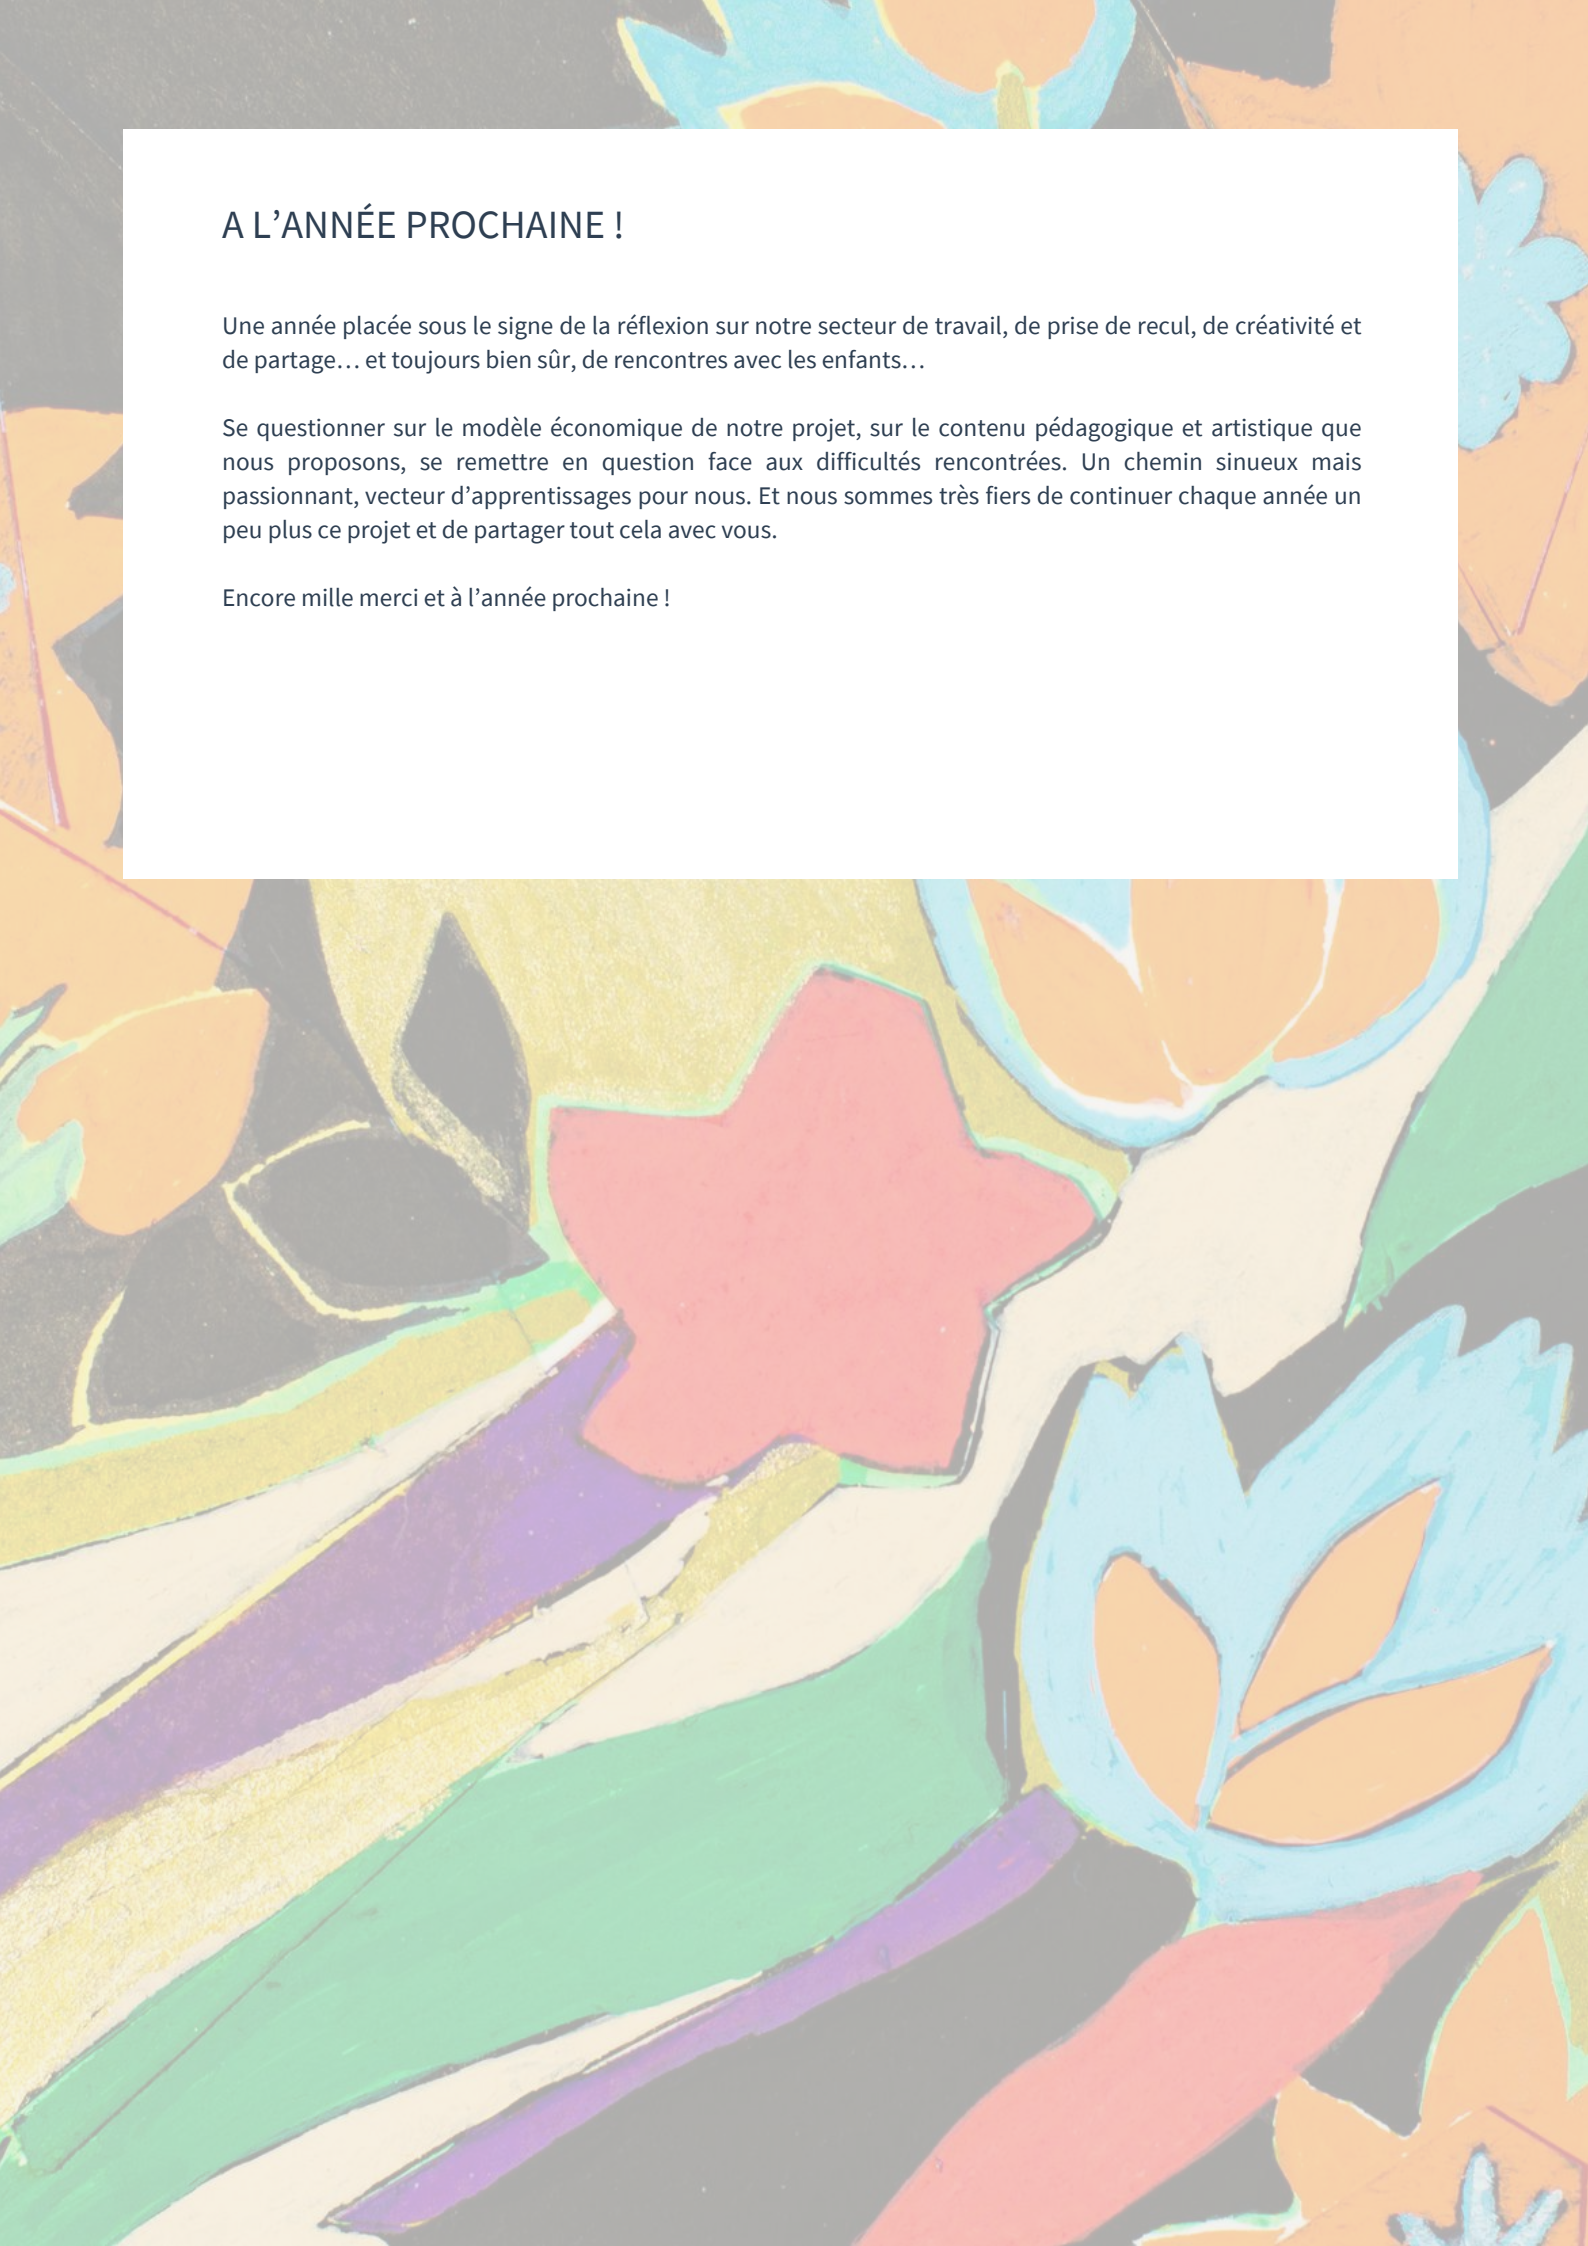 A L’ANNÉE PROCHAINE !
Une année placée sous le signe de la réflexion sur notre secteur de travail, de prise de recul, de créativité et
de partage… et toujours bien sûr, de rencontres avec les enfants…
Se questionner sur le modèle économique de notre projet, sur le contenu pédagogique et artistique que
nous proposons, se remettre en question face aux difficultés rencontrées. Un chemin sinueux mais
passionnant, vecteur d’apprentissages pour nous. Et nous sommes très fiers de continuer chaque année un
peu plus ce projet et de partager tout cela avec vous.
Encore mille merci et à l’année prochaine !